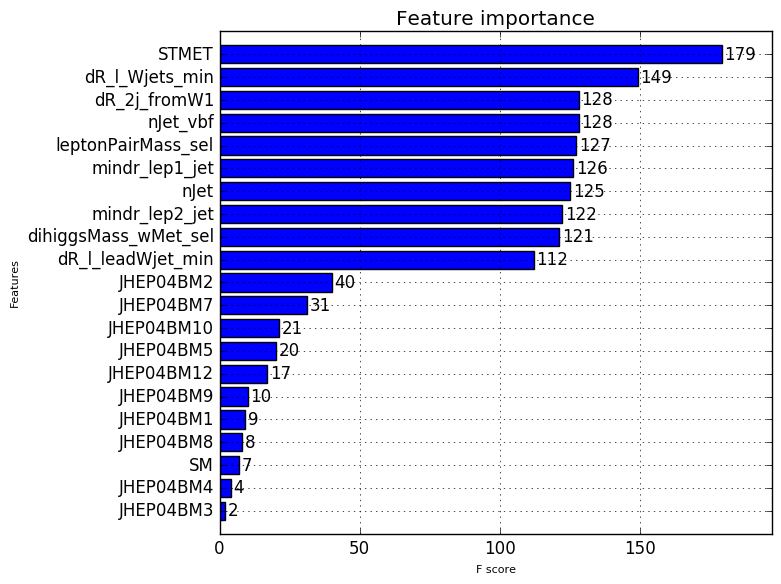 Feature importance
STMET 179
dR_l_Wjets_min 149
dR_2j_fromW1 128
nJet_vbf 128
leptonPairMass_sel 127
mindr_lep1_jet 126
nJet 125
mindr_lep2_jet 122
dihiggsMass_wMet_sel 121
dR_l_leadWjet_min 112
JHEP04BM2 40
JHEP04BM7 31
JHEP04BM10 21
JHEP04BM5 20
JHEP04BM12 17
JHEP04BM9 10
JHEP04BM1 9
JHEP04BM8 8
SM 7
JHEP04BM4 4
JHEP04BM3 2
0 50 100 150
F score
Features